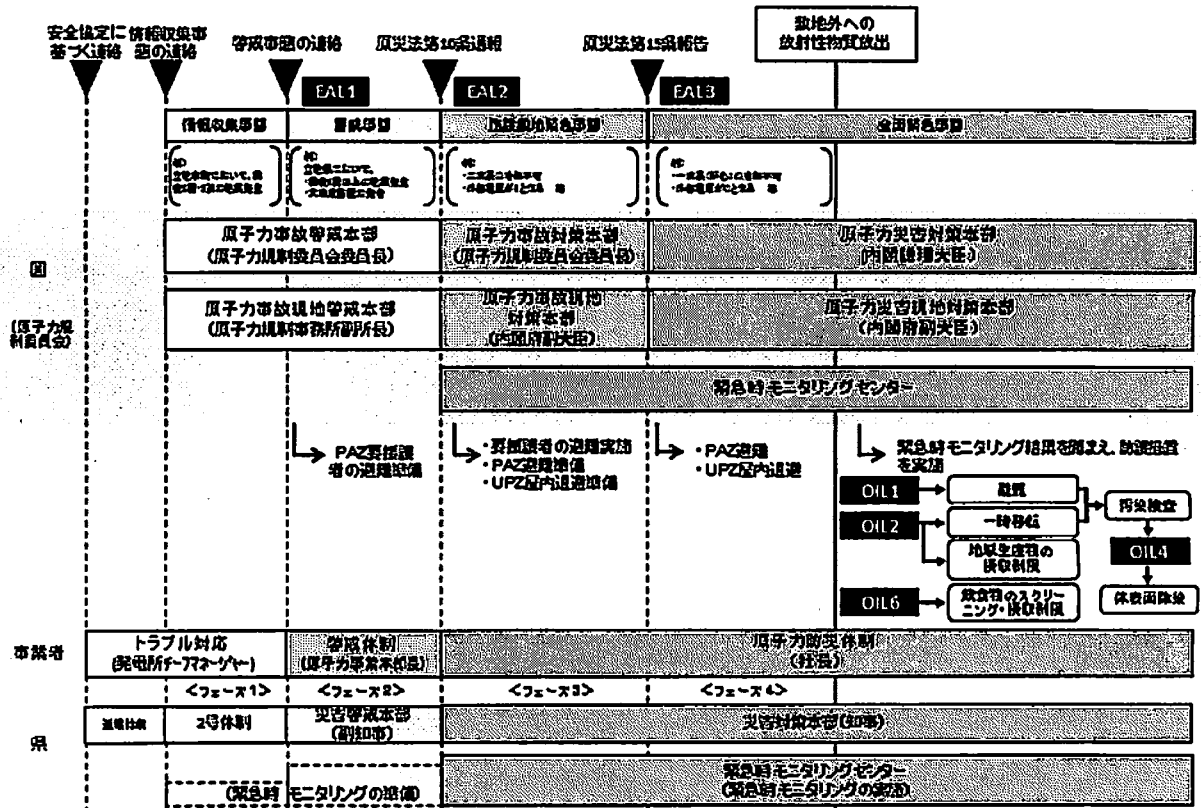 敷地外への
放射性物質放出
安全協定に
基づく連絡
情報収集事
態の連絡
警戒事態の連絡
原災法第10条通報
原災法第15条報告
EAL1
EAL2
EAL3
情報収集事態
警戒事態
施設敷地緊急事態
全面緊急事態
国
(原子力規
制委員会)
原子力事故警戒本部
(原子力規制委員会委員長)
原子力事故対策本部
(原子力規制委員会委員長)
原子力災害対策本部
(内閣総理大臣)
原子力事故現地警戒本部
(原子力規制事務所副所長)
原子力事故現地
対策本部
(内閣府副大臣)
原子力災害現地対策本部
(内閣府副大臣)
緊急時モニタリングセンター
PAZ要援護
者の避難準備
・要援護者の避難実施
・PAZ避難準備
・UPZ屋内退避準備
・PAZ避難
・UPZ屋内退避
緊急時モニタリング結果を踏まえ、防護措置
を実施
OIL1
避難
汚染検査
OIL2
一時移転
地域生産物の
摂取制限
OIL4
OIL6
飲食物のスクリー
ニング・摂取制限
体表面除染
事業者
トラブル対応
(発電所チーフマネージャー)
警戒体制
(原子力事業本部長)
原子力防災体制
(社長)
<フェーズ1>
<フェーズ2>
<フェーズ3>
<フェーズ4>
県
2号体制
災害警戒本部
(副知事)
災害対策本部(知事)
(緊急時モニタリングの準備)
緊急時モニタリングセンター
(緊急時モニタリングの実施)